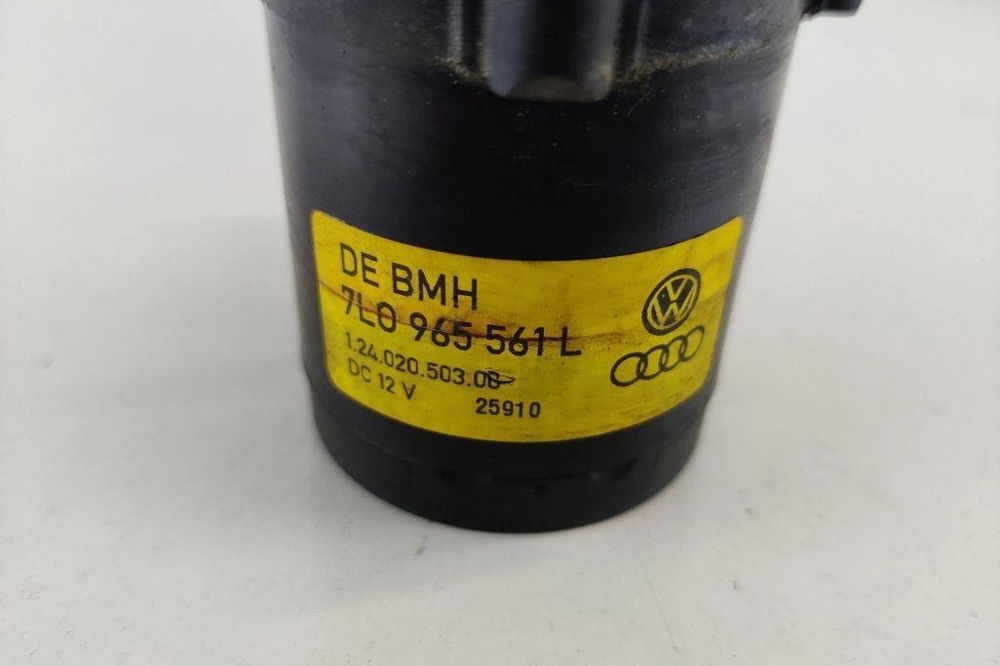 DE BMH
7L0 965 561 L
1.24.020.503.00
DC 12 V 25910